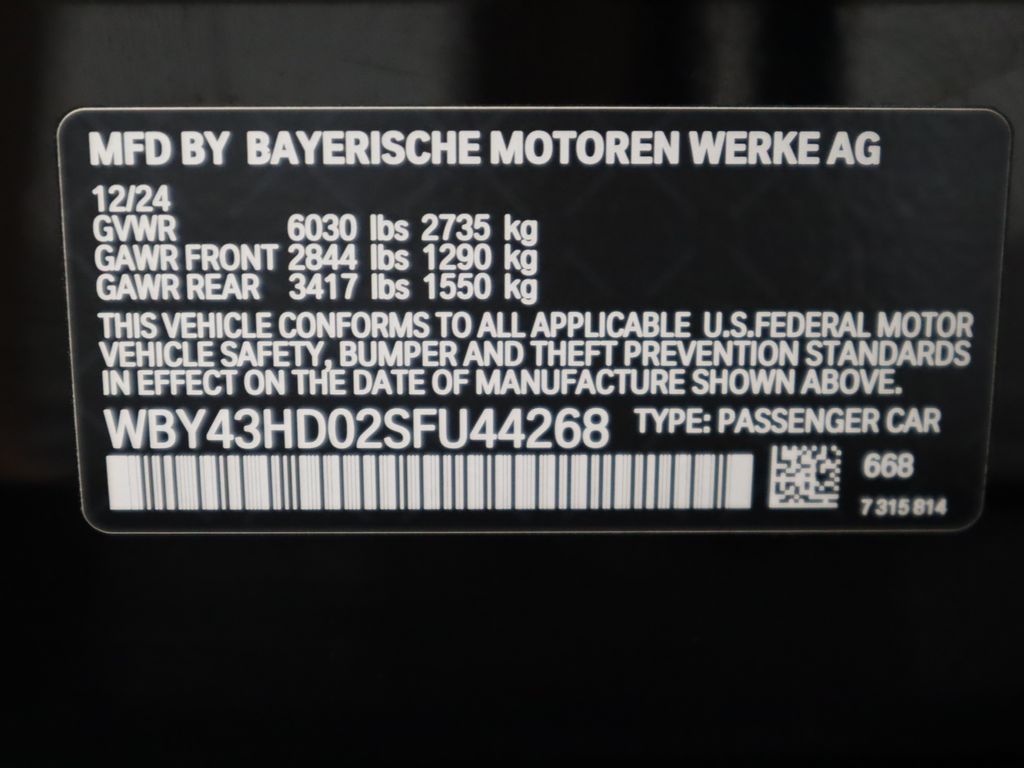 MFD BY BAYERISCHE MOTOREN WERKE AG
12/24
GVWR 6030 lbs 2735 kg
GAWR FRONT 2844 lbs 1290 kg
GAWR REAR 3417 lbs 1550 kg
THIS VEHICLE CONFORMS TO ALL APPLICABLE U.S.FEDERAL MOTOR
VEHICLE SAFETY, BUMPER AND THEFT PREVENTION STANDARDS
IN EFFECT ON THE DATE OF MANUFACTURE SHOWN ABOVE.
WBY43HD02SFU44268 TYPE: PASSENGER CAR
668
7 315 814